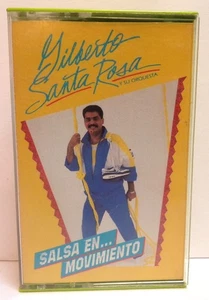 Gilberto
Santa Rosa
Y SU ORQUESTA
SALSA EN...
MOVIMIENTO